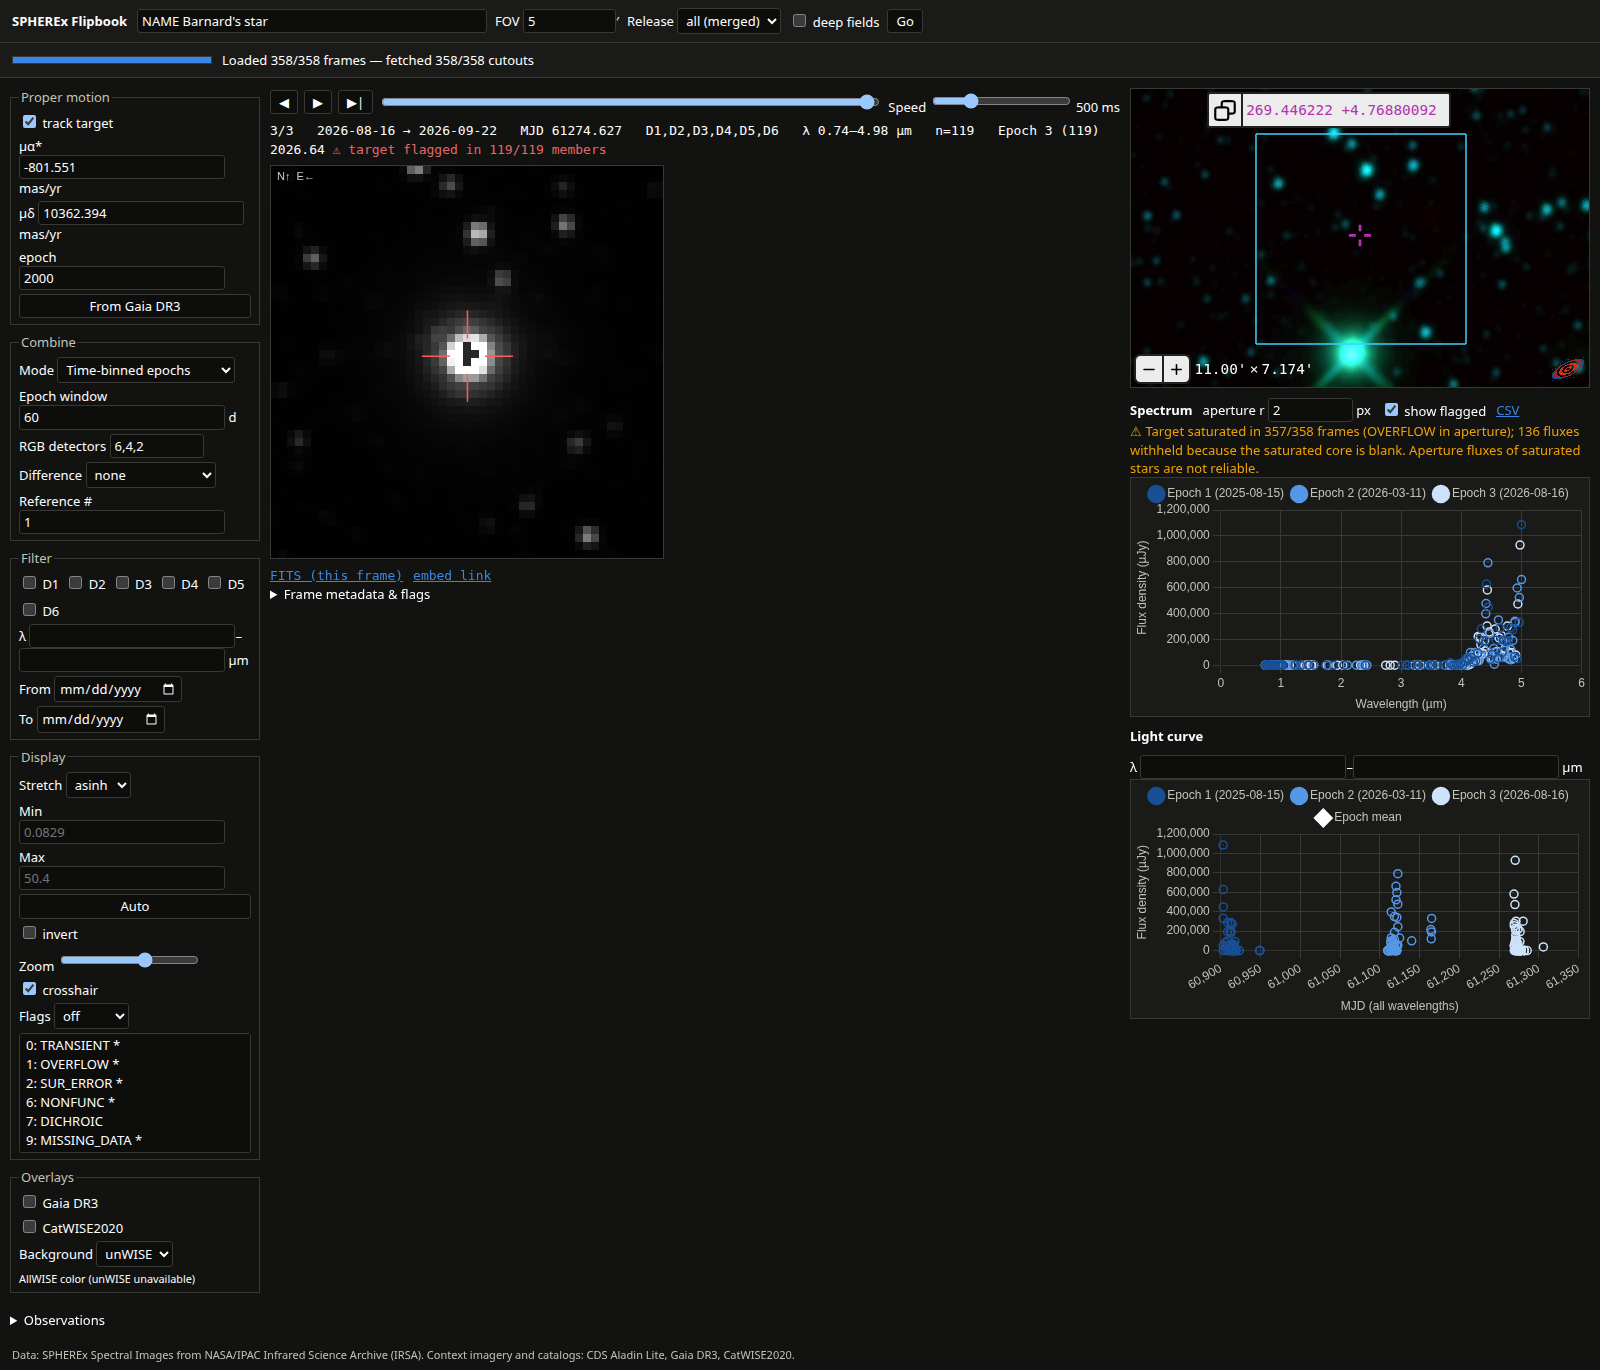 SPHEREx Flipbook NAME Barnard's star FOV 5 ′ Release all (merged) deep fields Go
Loaded 358/358 frames — fetched 358/358 cutouts
Proper motion
track target
μα*
-801.551
mas/yr
μδ 10362.394
mas/yr
epoch
2000
From Gaia DR3
Combine
Mode Time-binned epochs
Epoch window
60 d
RGB detectors 6,4,2
Difference none
Reference #
1
Filter
D1 D2 D3 D4 D5
D6
λ –
μm
From mm/dd/yyyy
To mm/dd/yyyy
Display
Stretch asinh
Min
0.0829
Max
50.4
Auto
invert
Zoom
crosshair
Flags off
0: TRANSIENT *
1: OVERFLOW *
2: SUR_ERROR *
6: NONFUNC *
7: DICHROIC
9: MISSING_DATA *
Overlays
Gaia DR3
CatWISE2020
Background unWISE
AllWISE color (unWISE unavailable)
Observations
◀ ▶ ▶| Speed 500 ms
3/3 2026-08-16 → 2026-09-22 MJD 61274.627 D1,D2,D3,D4,D5,D6 λ 0.74–4.98 μm n=119 Epoch 3 (119)
2026.64 ⚠ target flagged in 119/119 members
N↑ E←
FITS (this frame) embed link
Frame metadata & flags
269.446222 +4.76880092
− + 11.00' × 7.174'
Spectrum aperture r 2 px show flagged CSV
⚠ Target saturated in 357/358 frames (OVERFLOW in aperture); 136 fluxes
withheld because the saturated core is blank. Aperture fluxes of saturated
stars are not reliable.
Epoch 1 (2025-08-15) Epoch 2 (2026-03-11) Epoch 3 (2026-08-16)
1,200,000
1,000,000
800,000
600,000
400,000
200,000
0
Flux density (μJy)
0 1 2 3 4 5 6
Wavelength (μm)
Light curve
λ – μm
Epoch 1 (2025-08-15) Epoch 2 (2026-03-11) Epoch 3 (2026-08-16)
Epoch mean
1,200,000
1,000,000
800,000
600,000
400,000
200,000
0
Flux density (μJy)
60,900 60,950 61,000 61,050 61,100 61,150 61,200 61,250 61,300 61,350
MJD (all wavelengths)
Data: SPHEREx Spectral Images from NASA/IPAC Infrared Science Archive (IRSA). Context imagery and catalogs: CDS Aladin Lite, Gaia DR3, CatWISE2020.